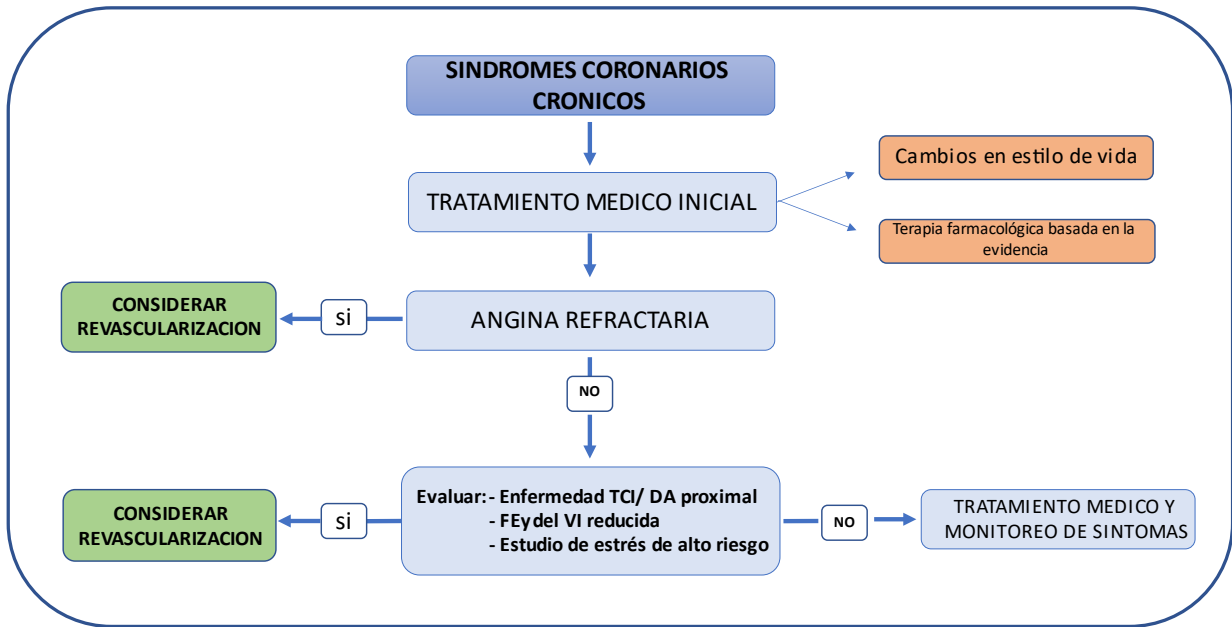 SINDROMES CORONARIOS
CRONICOS
TRATAMIENTO MEDICO INICIAL
Cambios en estilo de vida
Terapia farmacológica basada en la
evidencia
ANGINA REFRACTARIA
si
CONSIDERAR
REVASCULARIZACION
NO
Evaluar:- Enfermedad TCI/ DA proximal
- FEy del VI reducida
- Estudio de estrés de alto riesgo
si
CONSIDERAR
REVASCULARIZACION
NO
TRATAMIENTO MEDICO Y
MONITOREO DE SINTOMAS